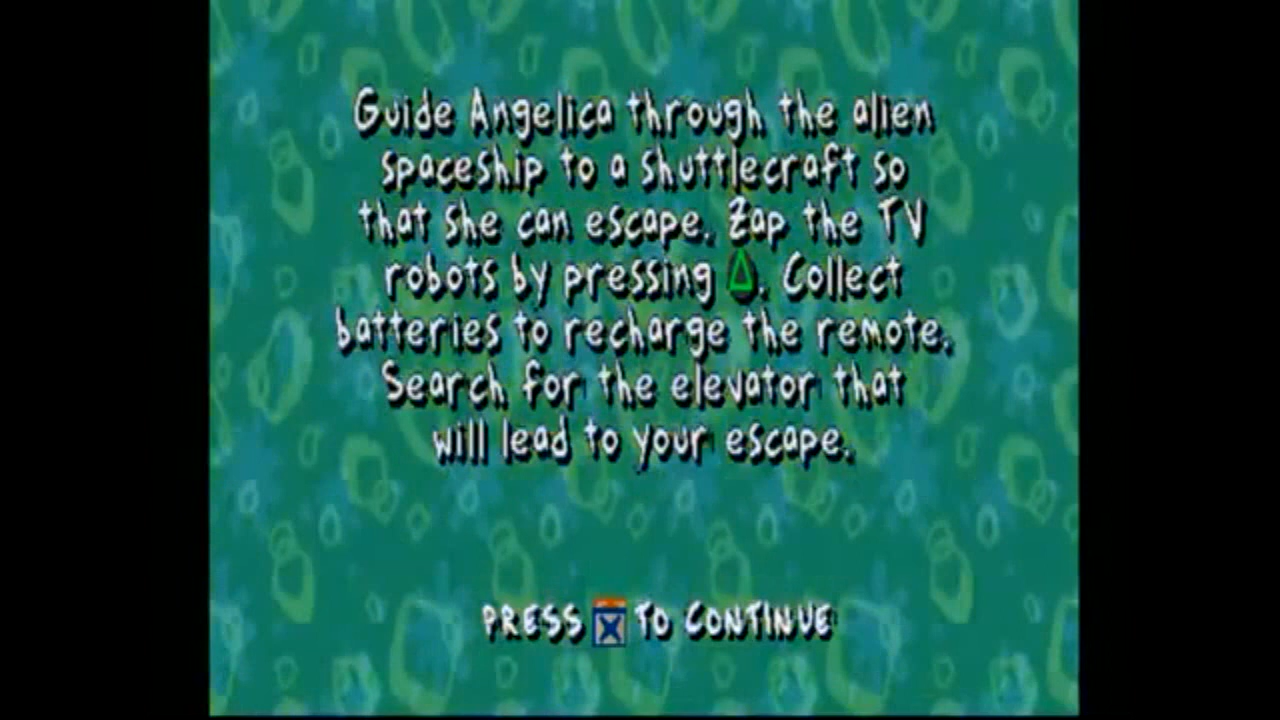 Guide Angelica through the alien
spaceship to a shuttlecraft so
that she can escape. Zap the TV
robots by pressing △. Collect
batteries to recharge the remote.
Search for the elevator that
will lead to your escape.
PRESS X TO CONTINUE